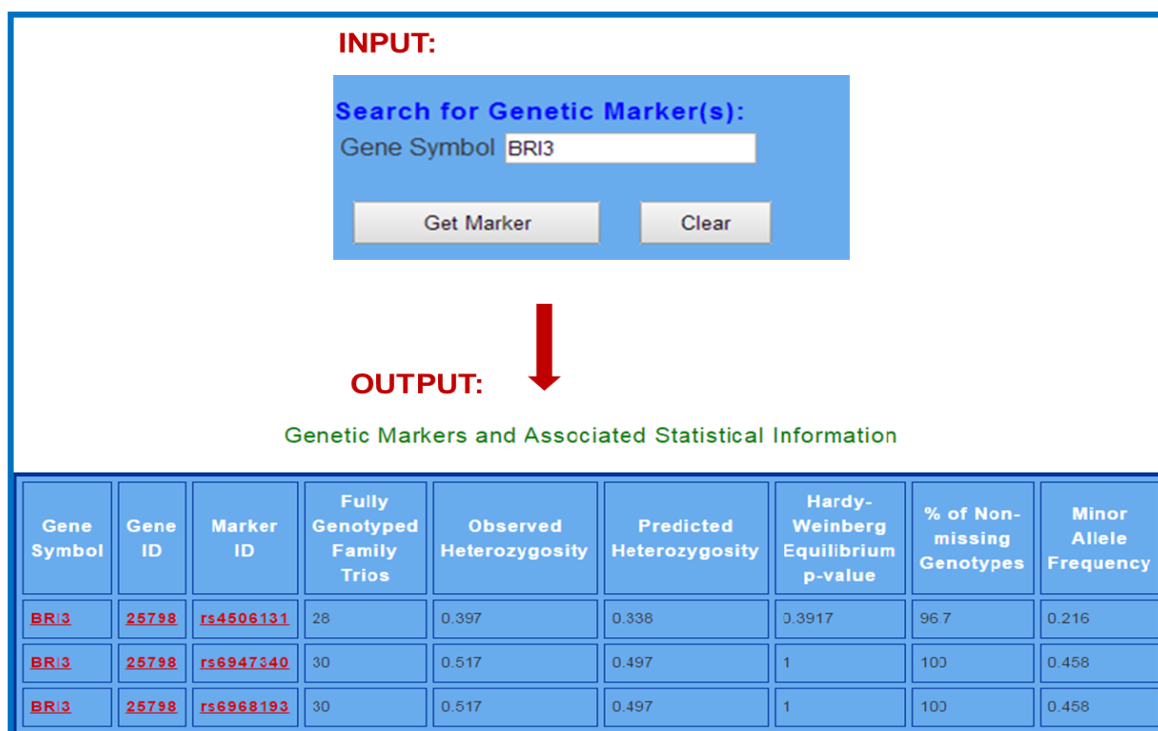 INPUT:
Search for Genetic Marker(s):
Gene Symbol BRI3
Get Marker Clear
OUTPUT:
Genetic Markers and Associated Statistical Information
Gene Symbol Gene ID Marker ID Fully Genotyped Family Trios Observed Heterozygosity Predicted Heterozygosity Hardy-Weinberg Equilibrium p-value % of Non-missing Genotypes Minor Allele Frequency
BRI3 25798 rs4506131 28 0.397 0.338 0.3917 96.7 0.216
BRI3 25798 rs6947340 30 0.517 0.497 1 100 0.458
BRI3 25798 rs6968193 30 0.517 0.497 1 100 0.458